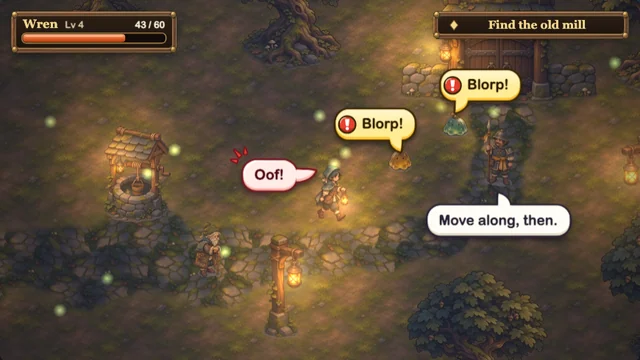 Wren Lv 4 43 / 60
Find the old mill
Blorp!
Blorp!
Oof!
Move along, then.